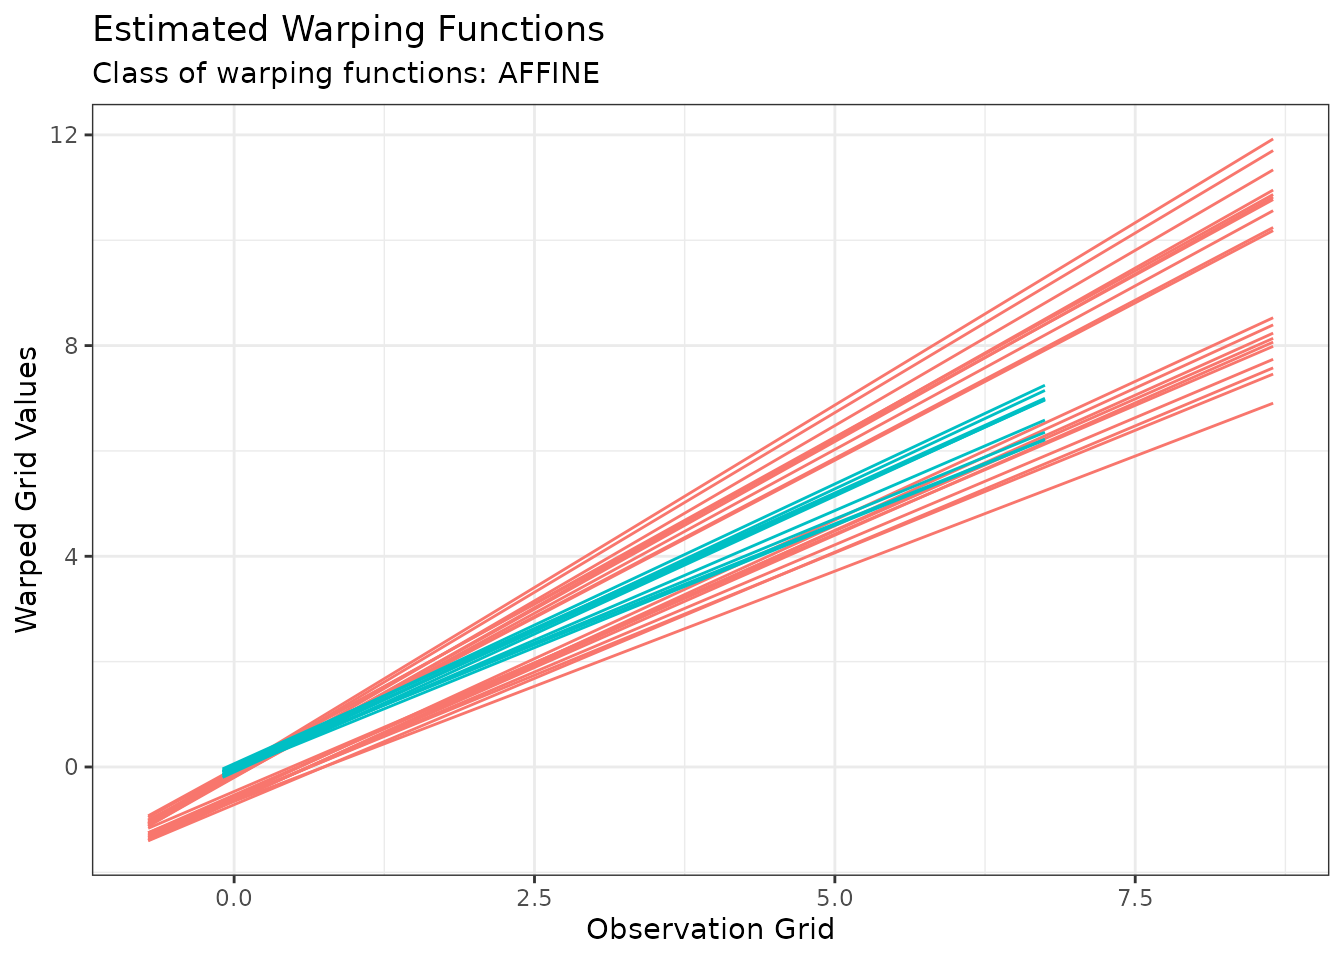 Estimated Warping Functions
Class of warping functions: AFFINE
12
8
4
0
Warped Grid Values
0.0 2.5 5.0 7.5
Observation Grid